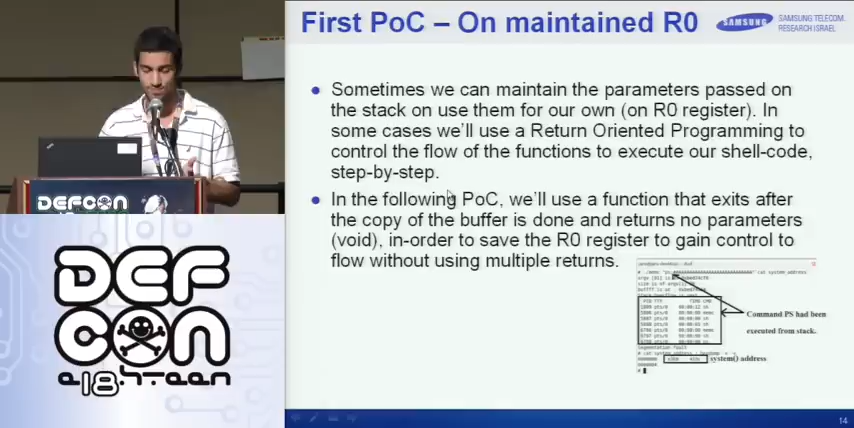 First PoC – On maintained R0
SAMSUNG
SAMSUNG TELECOM
RESEARCH ISRAEL
Sometimes we can maintain the parameters passed on
the stack on use them for our own (on R0 register). In
some cases we'll use a Return Oriented Programming to
control the flow of the functions to execute our shell-code,
step-by-step.
In the following PoC, we'll use a function that exits after
the copy of the buffer is done and returns no parameters
(void), in-order to save the R0 register to gain control to
flow without using multiple returns.
Command PS had been
executed from stack.
system() address
14
DEFCON
DEF
CON
e18hteen